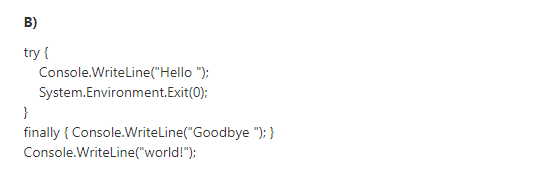 B)
try {
Console.WriteLine("Hello ");
System.Environment.Exit(0);
}
finally { Console.WriteLine("Goodbye "); }
Console.WriteLine("world!");